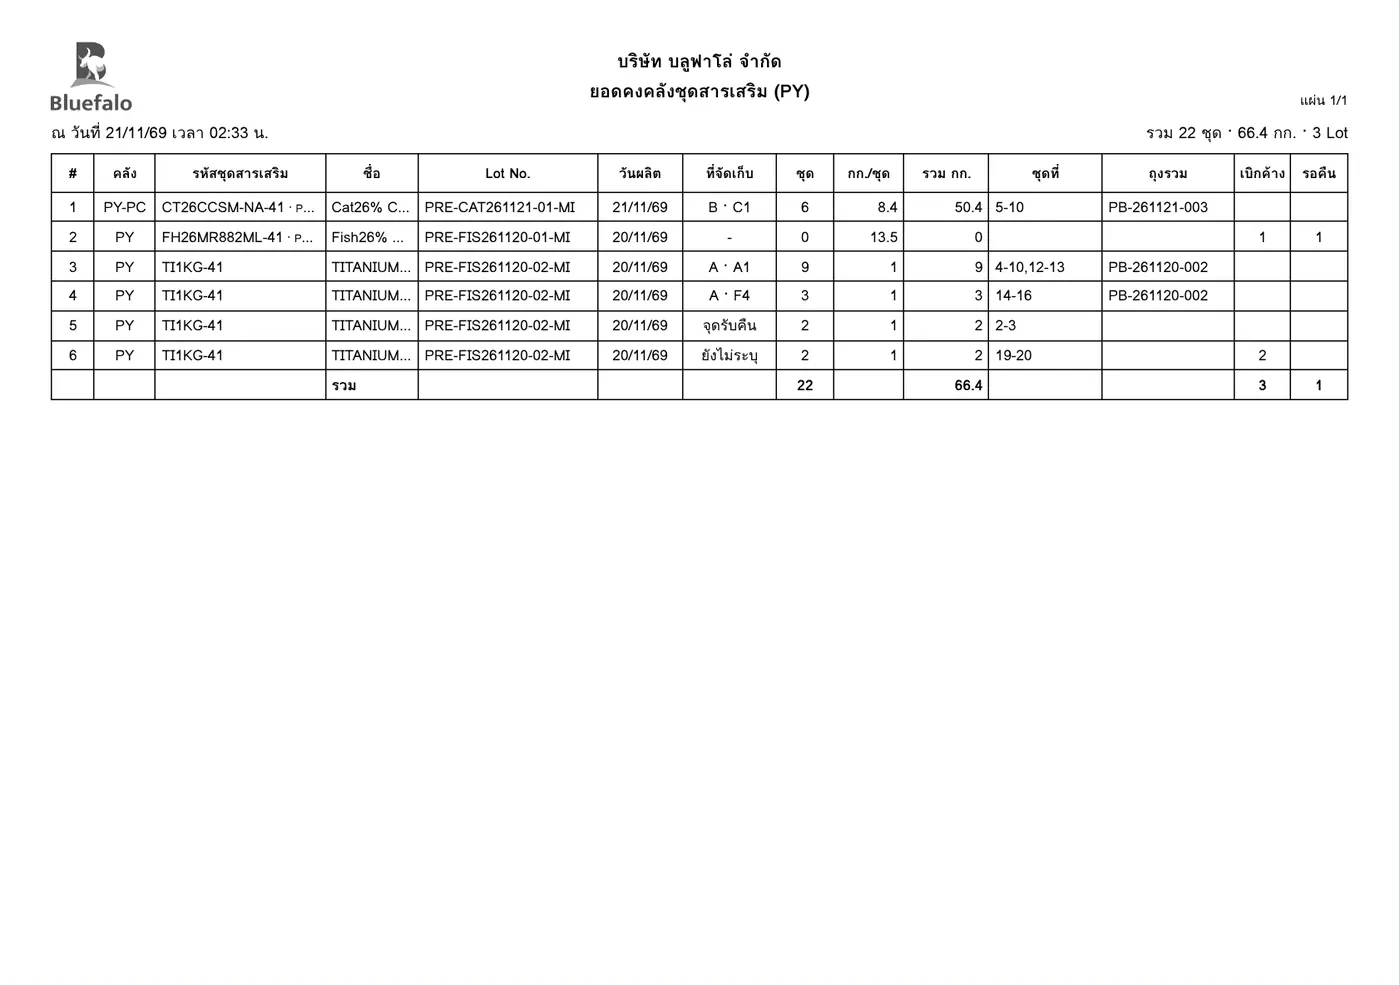 Bluefalo
บริษัท บลูฟาโล่ จำกัด
ยอดคงคลังชุดสารเสริม (PY)
แผ่น 1/1
ณ วันที่ 21/11/69 เวลา 02:33 น. รวม 22 ชุด · 66.4 กก. · 3 Lot
# คลัง รหัสชุดสารเสริม ชื่อ Lot No. วันผลิต ที่จัดเก็บ ชุด กก./ชุด รวม กก. ชุดที่ ถุงรวม เบิกค้าง รอคืน
1 PY-PC CT26CCSM-NA-41 · P... Cat26% C... PRE-CAT261121-01-MI 21/11/69 B · C1 6 8.4 50.4 5-10 PB-261121-003
2 PY FH26MR882ML-41 · P... Fish26% ... PRE-FIS261120-01-MI 20/11/69 - 0 13.5 0 1 1
3 PY TI1KG-41 TITANIUM... PRE-FIS261120-02-MI 20/11/69 A · A1 9 1 9 4-10,12-13 PB-261120-002
4 PY TI1KG-41 TITANIUM... PRE-FIS261120-02-MI 20/11/69 A · F4 3 1 3 14-16 PB-261120-002
5 PY TI1KG-41 TITANIUM... PRE-FIS261120-02-MI 20/11/69 จุดรับคืน 2 1 2 2-3
6 PY TI1KG-41 TITANIUM... PRE-FIS261120-02-MI 20/11/69 ยังไม่ระบุ 2 1 2 19-20 2
รวม 22 66.4 3 1